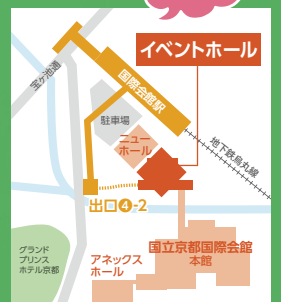 イベントホール
宝ヶ池通
国際会館駅
駐車場
ニュー
ホール
地下鉄烏丸線
出口❹-2
グランド
プリンス
ホテル京都
アネックス
ホール
国立京都国際会館
本館